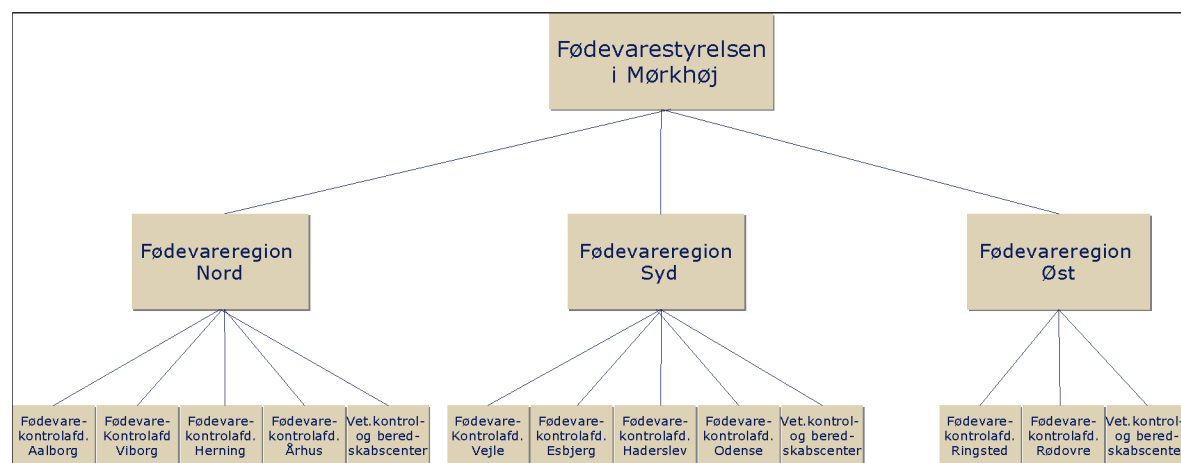 Fødevarestyrelsen
i Mørkhøj
Fødevareregion
Nord
Fødevareregion
Syd
Fødevareregion
Øst
Fødevare-
kontrolafd.
Aalborg
Fødevare-
Kontrolafd
Viborg
Fødevare-
kontrolafd.
Herning
Fødevare-
kontrolafd.
Århus
Vet.kontrol-
og bered-
skabscenter
Fødevare-
Kontrolafd.
Vejle
Fødevare-
kontrolafd.
Esbjerg
Fødevare-
kontrolafd.
Haderslev
Fødevare-
kontrolafd.
Odense
Vet.kontrol-
og bered-
skabscenter
Fødevare-
kontrolafd.
Ringsted
Fødevare-
kontrolafd.
Rødovre
Vet.kontrol-
og bered-
skabscenter